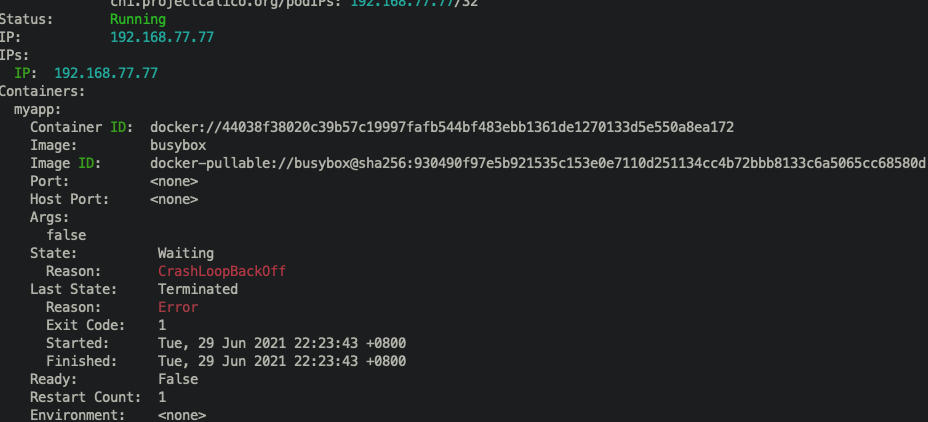 cni.projectcalico.org/podIPs: 192.168.77.77/32
Status:       Running
IP:           192.168.77.77
IPs:
  IP:  192.168.77.77
Containers:
  myapp:
    Container ID:  docker://44038f38020c39b57c19997fafb544bf483ebb1361de1270133d5e550a8ea172
    Image:         busybox
    Image ID:      docker-pullable://busybox@sha256:930490f97e5b921535c153e0e7110d251134cc4b72bbb8133c6a5065cc68580d
    Port:          <none>
    Host Port:     <none>
    Args:
      false
    State:          Waiting
      Reason:       CrashLoopBackOff
    Last State:     Terminated
      Reason:       Error
      Exit Code:    1
      Started:      Tue, 29 Jun 2021 22:23:43 +0800
      Finished:     Tue, 29 Jun 2021 22:23:43 +0800
    Ready:          False
    Restart Count:  1
    Environment:    <none>